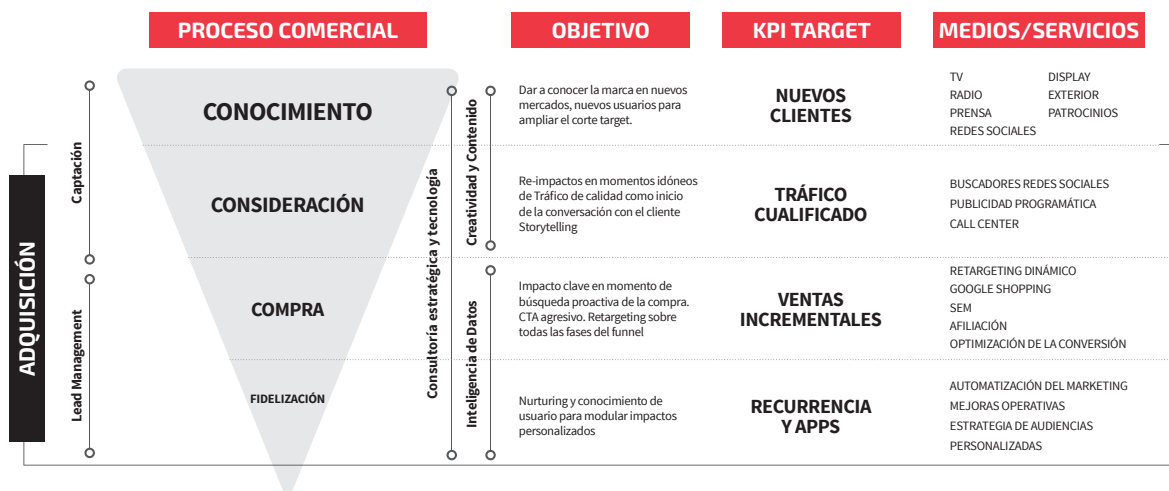 PROCESO COMERCIAL
OBJETIVO
KPI TARGET
MEDIOS/SERVICIOS
ADQUISICIÓN
Captación
Lead Management
CONOCIMIENTO
CONSIDERACIÓN
COMPRA
FIDELIZACIÓN
Consultoría estratégica y tecnología
Creatividad y Contenido
Inteligencia de Datos
Dar a conocer la marca en nuevos
mercados, nuevos usuarios para
ampliar el corte target.
NUEVOS
CLIENTES
TV
DISPLAY
RADIO
EXTERIOR
PRENSA
PATROCINIOS
REDES SOCIALES
Re-impactos en momentos idóneos
de Tráfico de calidad como inicio
de la conversación con el cliente
Storytelling
TRÁFICO
CUALIFICADO
BUSCADORES REDES SOCIALES
PUBLICIDAD PROGRAMÁTICA
CALL CENTER
Impacto clave en momento de
búsqueda proactiva de la compra.
CTA agresivo. Retargeting sobre
todas las fases del funnel
VENTAS
INCREMENTALES
RETARGETING DINÁMICO
GOOGLE SHOPPING
SEM
AFILIACIÓN
OPTIMIZACIÓN DE LA CONVERSIÓN
Nurturing y conocimiento de
usuario para modular impactos
personalizados
RECURRENCIA
Y APPS
AUTOMATIZACIÓN DEL MARKETING
MEJORAS OPERATIVAS
ESTRATEGIA DE AUDIENCIAS
PERSONALIZADAS